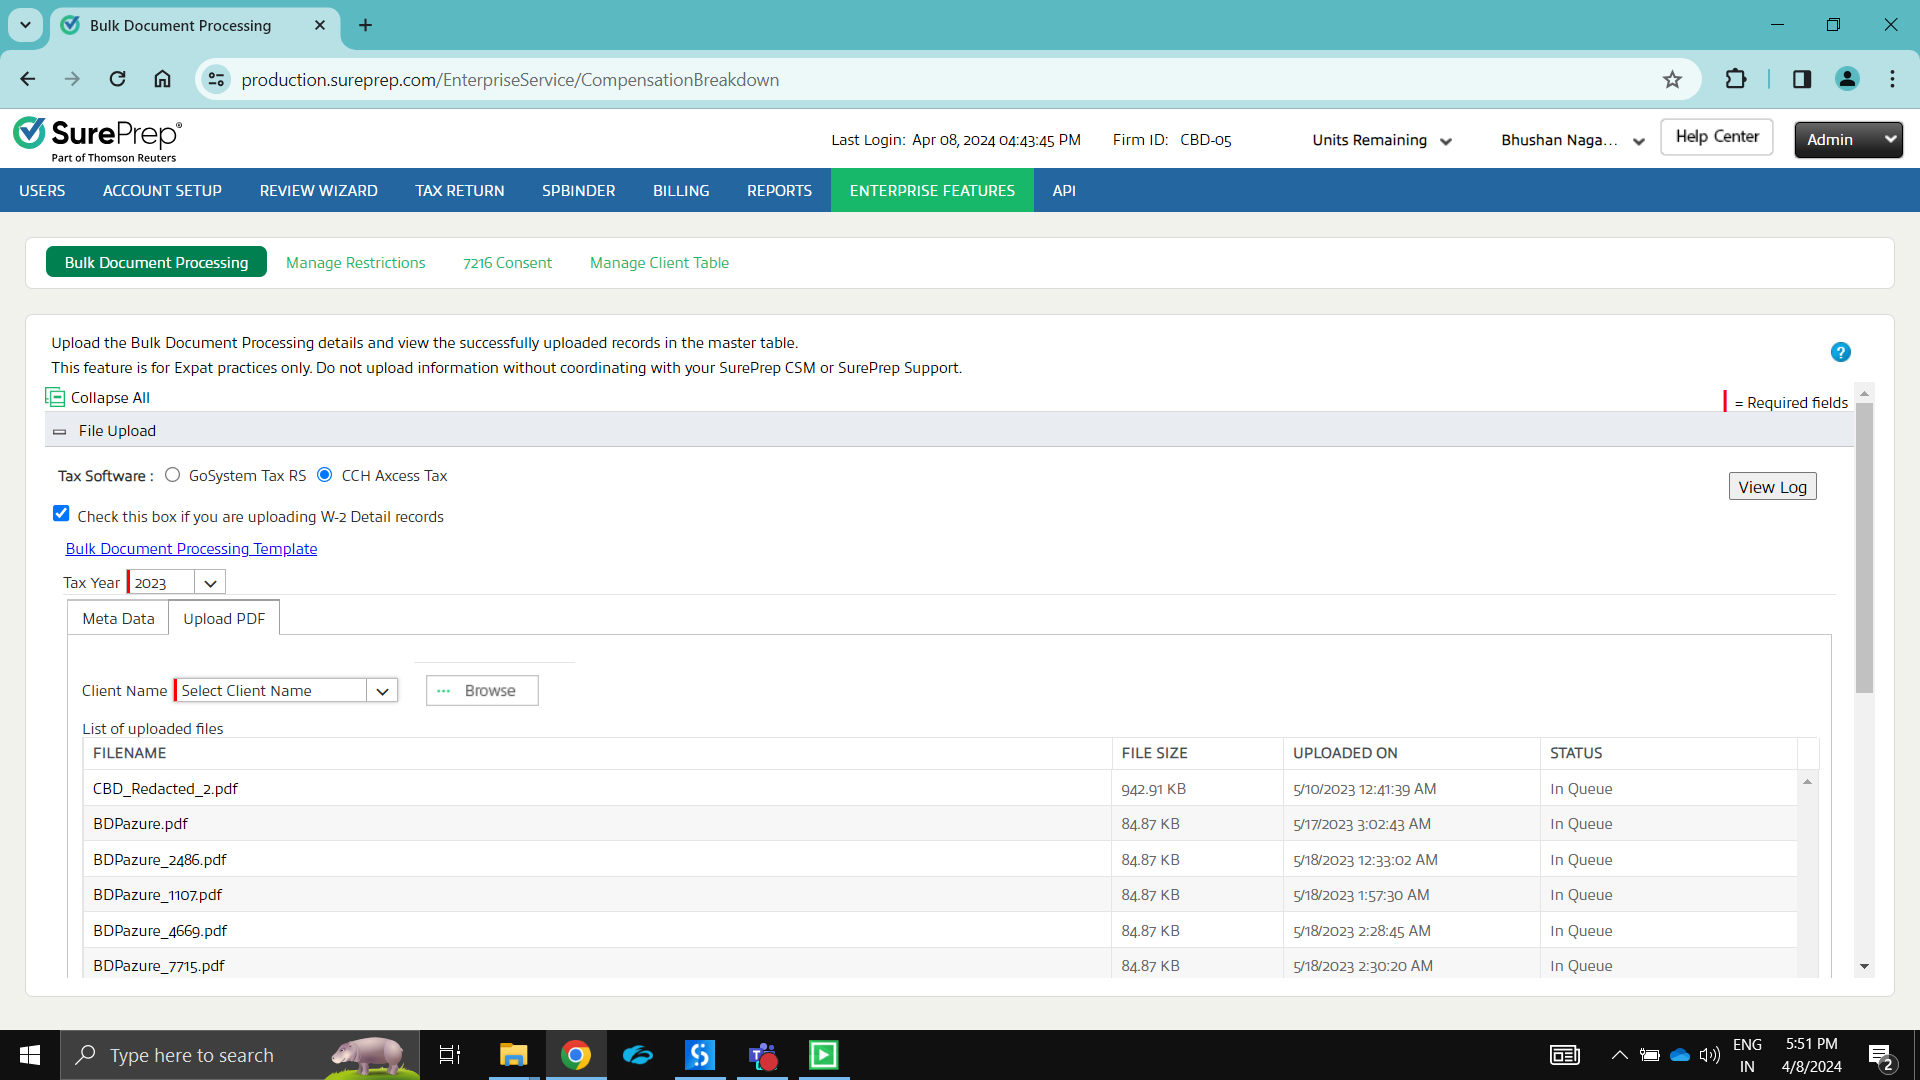 Bulk Document Processing
production.sureprep.com/EnterpriseService/CompensationBreakdown
SurePrep®
Part of Thomson Reuters
Last Login: Apr 08, 2024 04:43:45 PM Firm ID: CBD-05 Units Remaining Bhushan Naga... Help Center Admin
USERS ACCOUNT SETUP REVIEW WIZARD TAX RETURN SPBINDER BILLING REPORTS ENTERPRISE FEATURES API
Bulk Document Processing Manage Restrictions 7216 Consent Manage Client Table
Upload the Bulk Document Processing details and view the successfully uploaded records in the master table.
This feature is for Expat practices only. Do not upload information without coordinating with your SurePrep CSM or SurePrep Support.
Collapse All
= Required fields
File Upload
Tax Software : GoSystem Tax RS CCH Axcess Tax
View Log
Check this box if you are uploading W-2 Detail records
Bulk Document Processing Template
Tax Year 2023
Meta Data Upload PDF
Client Name Select Client Name ... Browse
List of uploaded files
FILENAME FILE SIZE UPLOADED ON STATUS
CBD_Redacted_2.pdf 942.91 KB 5/10/2023 12:41:39 AM In Queue
BDPazure.pdf 84.87 KB 5/17/2023 3:02:43 AM In Queue
BDPazure_2486.pdf 84.87 KB 5/18/2023 12:33:02 AM In Queue
BDPazure_1107.pdf 84.87 KB 5/18/2023 1:57:30 AM In Queue
BDPazure_4669.pdf 84.87 KB 5/18/2023 2:28:45 AM In Queue
BDPazure_7715.pdf 84.87 KB 5/18/2023 2:30:20 AM In Queue
Type here to search
ENG
IN
5:51 PM
4/8/2024
2